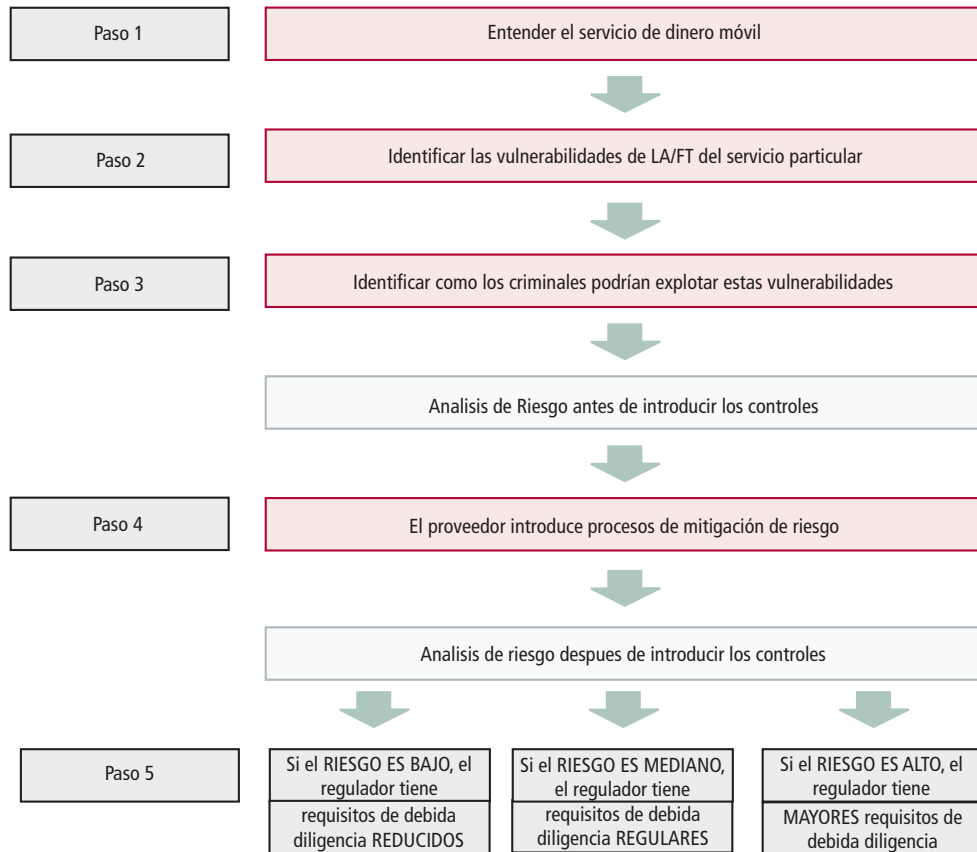 Paso 1
Entender el servicio de dinero móvil
Paso 2
Identificar las vulnerabilidades de LA/FT del servicio particular
Paso 3
Identificar como los criminales podrían explotar estas vulnerabilidades
Analisis de Riesgo antes de introducir los controles
Paso 4
El proveedor introduce procesos de mitigación de riesgo
Analisis de riesgo despues de introducir los controles
Paso 5
Si el RIESGO ES BAJO, el
regulador tiene
requisitos de debida
diligencia REDUCIDOS
Si el RIESGO ES MEDIANO,
el regulador tiene
requisitos de debida
diligencia REGULARES
Si el RIESGO ES ALTO, el
regulador tiene
MAYORES requisitos de
debida diligencia